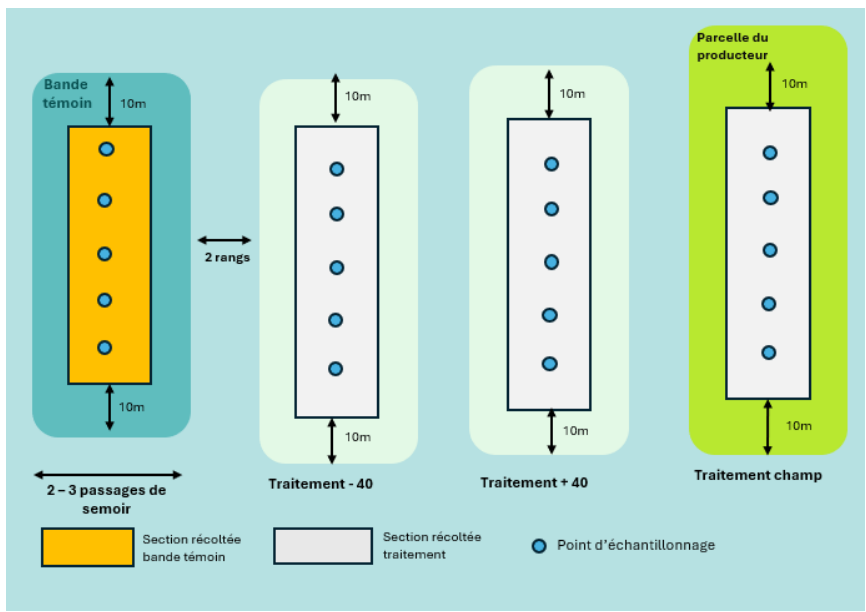 Bande
témoin
10m
10m
10m
Parcelle du
producteur
10m
2 rangs
10m
10m
10m
10m
2 – 3 passages de
semoir
Traitement - 40
Traitement + 40
Traitement champ
Section récoltée
bande témoin
Section récoltée
traitement
Point d'échantillonnage